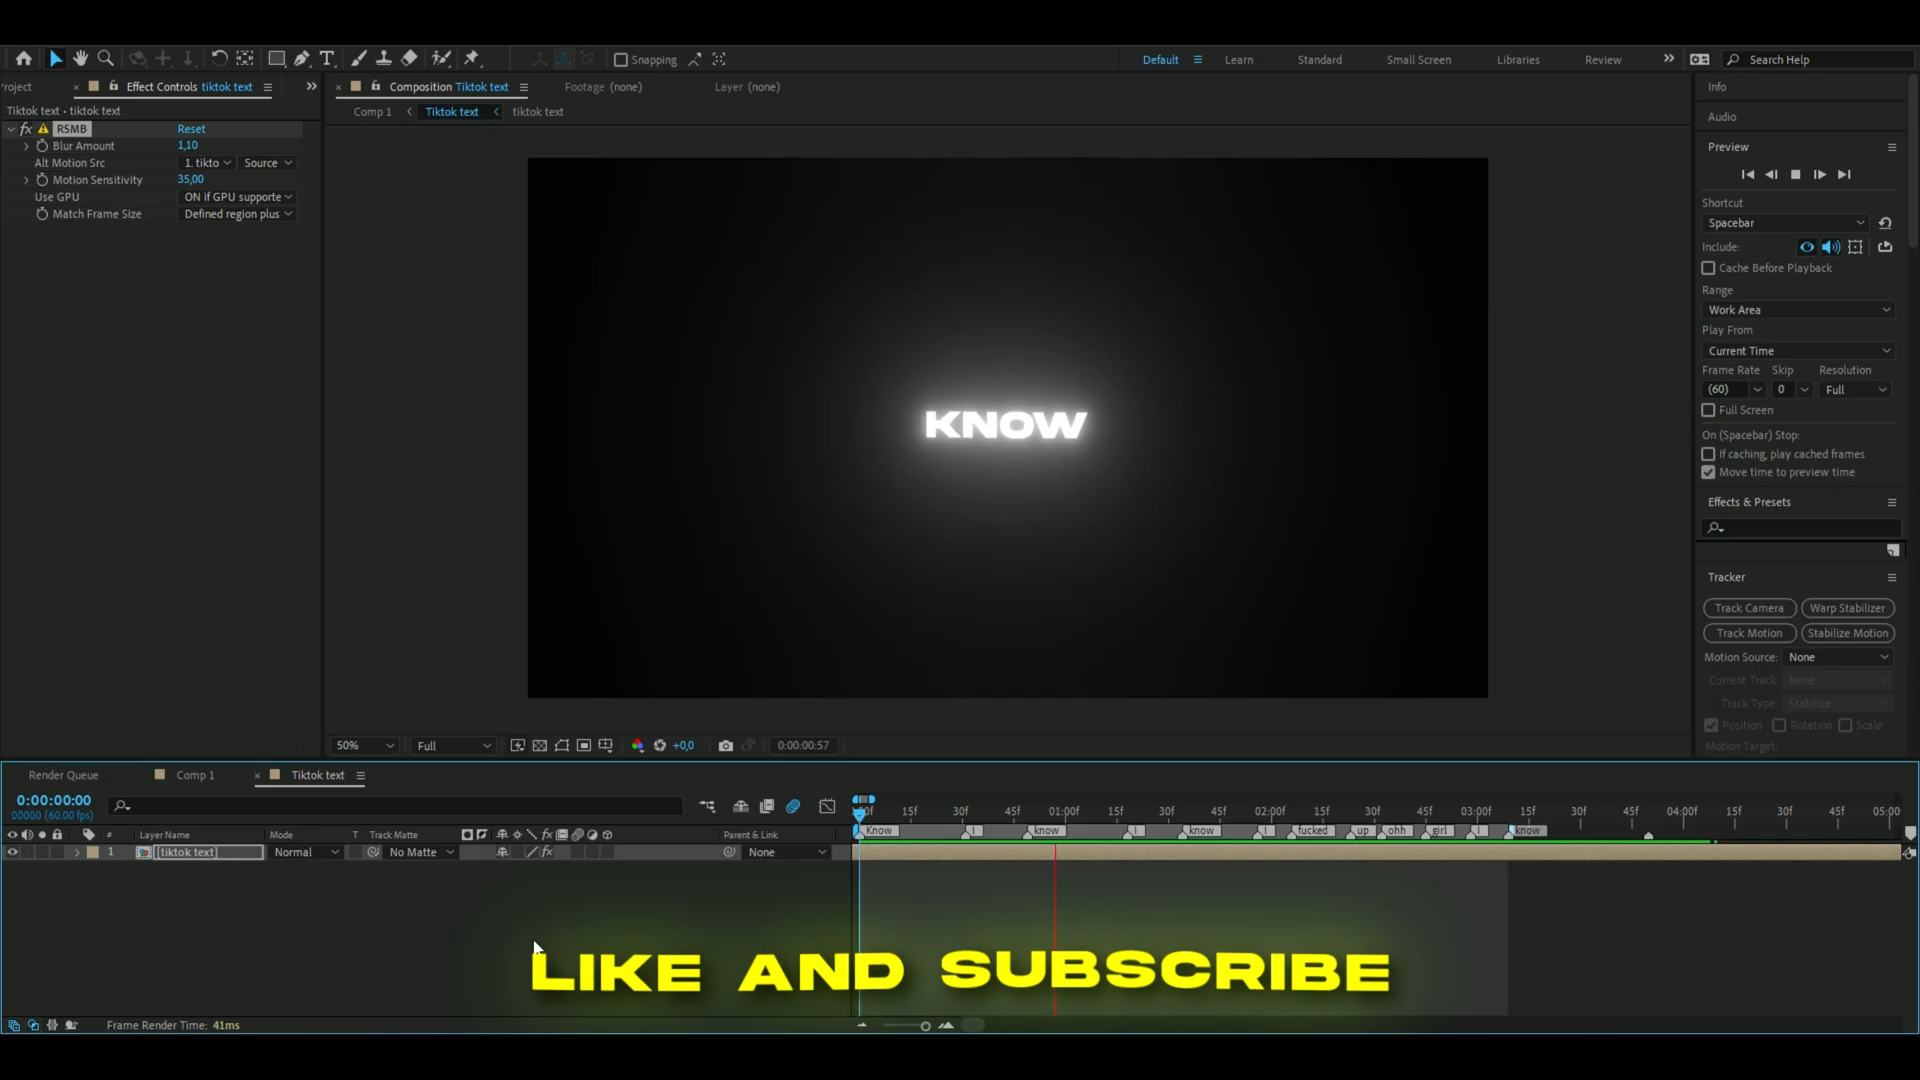 Snapping
Default
Learn
Standard
Small Screen
Libraries
Review
Search Help
roject
Effect Controls tiktok text
Composition Tiktok text
Footage (none)
Layer (none)
Info
Tiktok text • tiktok text
Comp 1
Tiktok text
tiktok text
Audio
fx RSMB Reset
Blur Amount 1,10
Alt Motion Src 1. tikto Source
Motion Sensitivity 35,00
Use GPU ON if GPU supporte
Match Frame Size Defined region plus
Preview
Shortcut
Spacebar
Include:
Cache Before Playback
Range
Work Area
Play From
Current Time
Frame Rate Skip Resolution
(60) 0 Full
Full Screen
On (Spacebar) Stop:
If caching, play cached frames
Move time to preview time
Effects & Presets
KNOW
Tracker
Track Camera Warp Stabilizer
Track Motion Stabilize Motion
Motion Source: None
Current Track: None
Track Type: Stabilize
Position Rotation Scale
Motion Target:
50% Full +0,0 0:00:00:57
Render Queue Comp 1 Tiktok text
0:00:00:00
00000 (60.00 fps)
:00f 15f 30f 45f 01:00f 15f 30f 45f 02:00f 15f 30f 45f 03:00f 15f 30f 45f 04:00f 15f 30f 45f 05:00
Know I know I know I fucked up ohh girl I know
# Layer Name Mode T Track Matte fx Parent & Link
1 [tiktok text] Normal No Matte fx None
LIKE AND SUBSCRIBE
Frame Render Time: 41ms